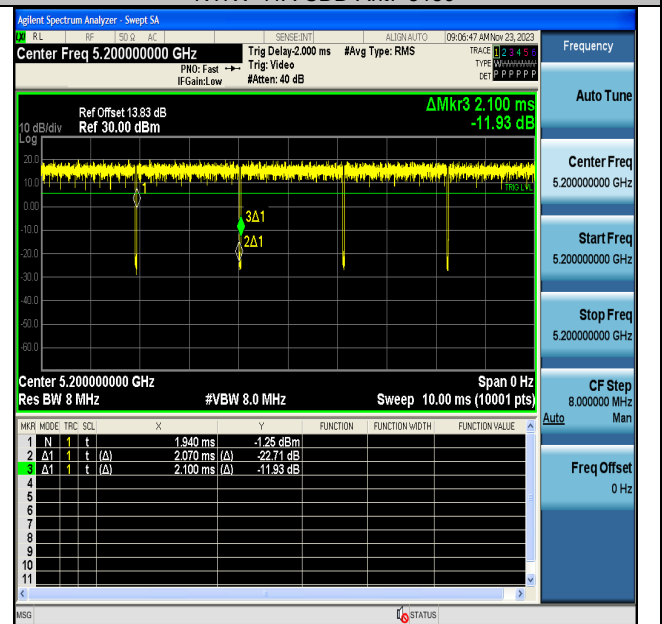 Agilent Spectrum Analyzer - Swept SA
LXI RL RF 50 Ω AC SENSE:INT ALIGN AUTO 09:06:47 AM Nov 23, 2023
Center Freq 5.200000000 GHz
PNO: Fast
IFGain:Low
Trig Delay-2.000 ms
Trig: Video
#Atten: 40 dB
#Avg Type: RMS
TRACE 1 2 3 4 5 6
TYPE
DET P P P P P P
Frequency
Auto Tune
Center Freq
5.200000000 GHz
Start Freq
5.200000000 GHz
Stop Freq
5.200000000 GHz
CF Step
8.000000 MHz
Auto Man
Freq Offset
0 Hz
ΔMkr3 2.100 ms
-11.93 dB
Ref Offset 13.83 dB
10 dB/div Ref 30.00 dBm
Log
20.0
10.0
0.00
-10.0
-20.0
-30.0
-40.0
-50.0
-60.0
1
3Δ1
2Δ1
TRIG LVL
Center 5.200000000 GHz Span 0 Hz
Res BW 8 MHz #VBW 8.0 MHz Sweep 10.00 ms (10001 pts)
MKR MODE TRC SCL X Y FUNCTION FUNCTION WIDTH FUNCTION VALUE
1 N 1 t 1.940 ms -1.25 dBm
2 Δ1 1 t (Δ) 2.070 ms (Δ) -22.71 dB
3 Δ1 1 t (Δ) 2.100 ms (Δ) -11.93 dB
4
5
6
7
8
9
10
11
MSG STATUS